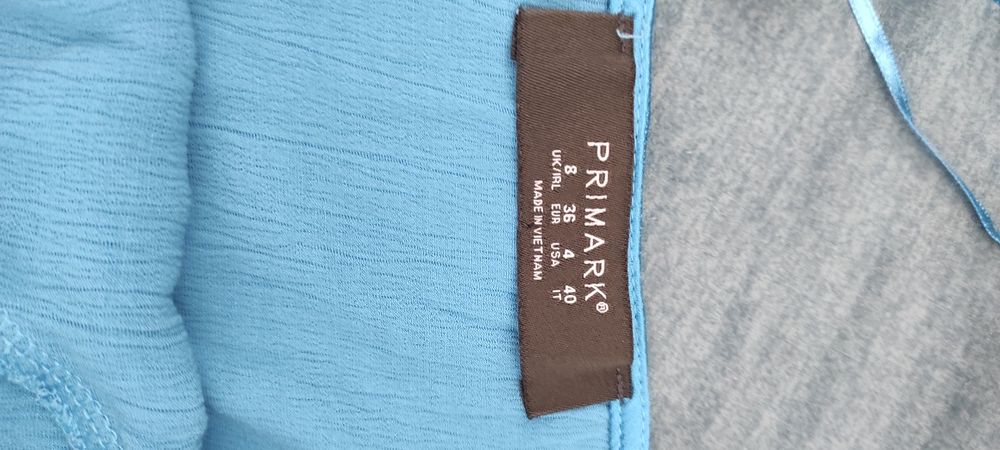 PRIMARK®
8 36 4 40
UK/IRL EUR USA IT
MADE IN VIETNAM